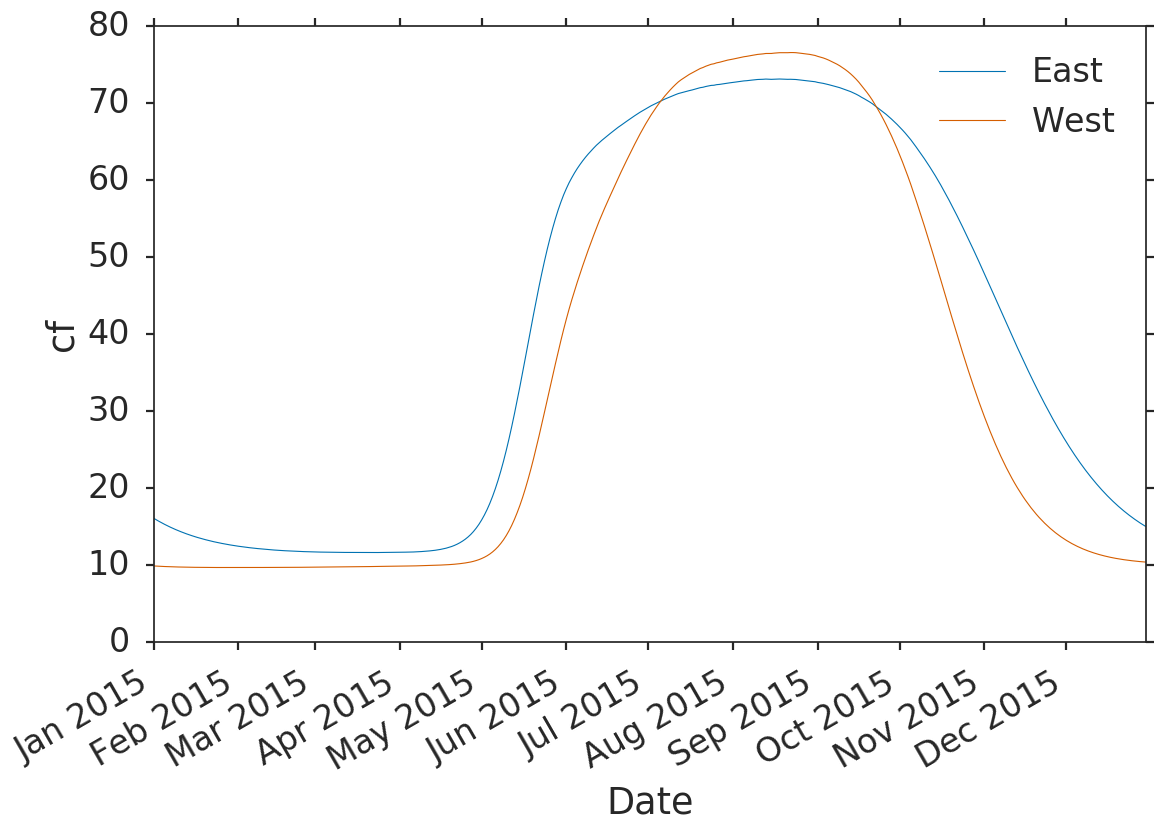 80
70
60
50
40
30
20
10
0
cf
East
West
Jan 2015
Feb 2015
Mar 2015
Apr 2015
May 2015
Jun 2015
Jul 2015
Aug 2015
Sep 2015
Oct 2015
Nov 2015
Dec 2015
Date